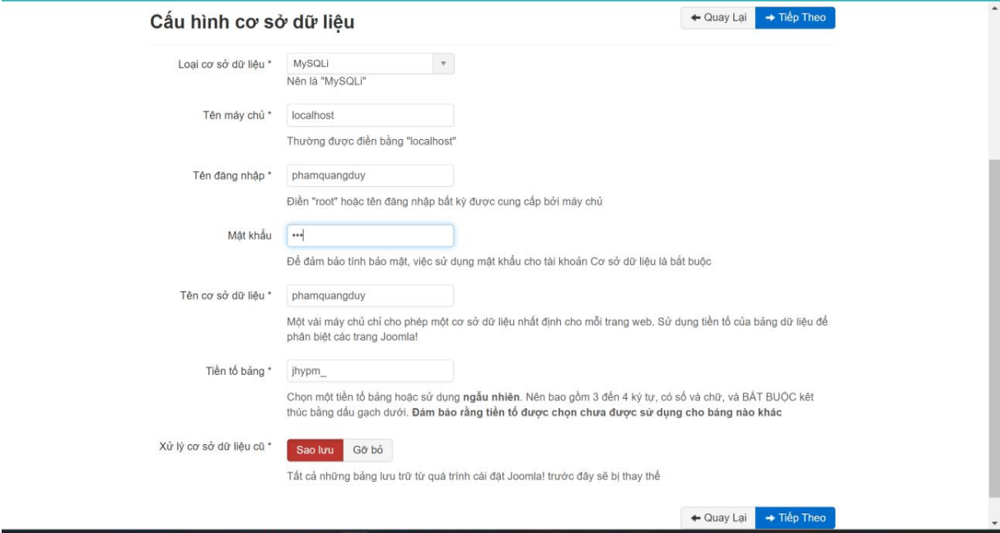 Cấu hình cơ sở dữ liệu
Quay Lại
Tiếp Theo
Loại cơ sở dữ liệu *
MySQLi
Nên là "MySQLi"
Tên máy chủ *
localhost
Thường được điền bằng "localhost"
Tên đăng nhập *
phamquangduy
Điền "root" hoặc tên đăng nhập bất kỳ được cung cấp bởi máy chủ
Mật khẩu
•••
Để đảm bảo tính bảo mật, việc sử dụng mật khẩu cho tài khoản Cơ sở dữ liệu là bắt buộc
Tên cơ sở dữ liệu *
phamquangduy
Một vài máy chủ chỉ cho phép một cơ sở dữ liệu nhất định cho mỗi trang web. Sử dụng tiền tố của bảng dữ liệu để
phân biệt các trang Joomla!
Tiền tố bảng *
jhypm_
Chọn một tiền tố bảng hoặc sử dụng ngẫu nhiên. Nên bao gồm 3 đến 4 ký tự, có số và chữ, và BẮT BUỘC kêt
thúc bằng dấu gạch dưới. Đảm bảo rằng tiền tố được chọn chưa được sử dụng cho bảng nào khác
Xử lý cơ sở dữ liệu cũ *
Sao lưu
Gỡ bỏ
Tất cả những bảng lưu trữ từ quá trình cài đặt Joomla! trước đây sẽ bị thay thế
Quay Lại
Tiếp Theo